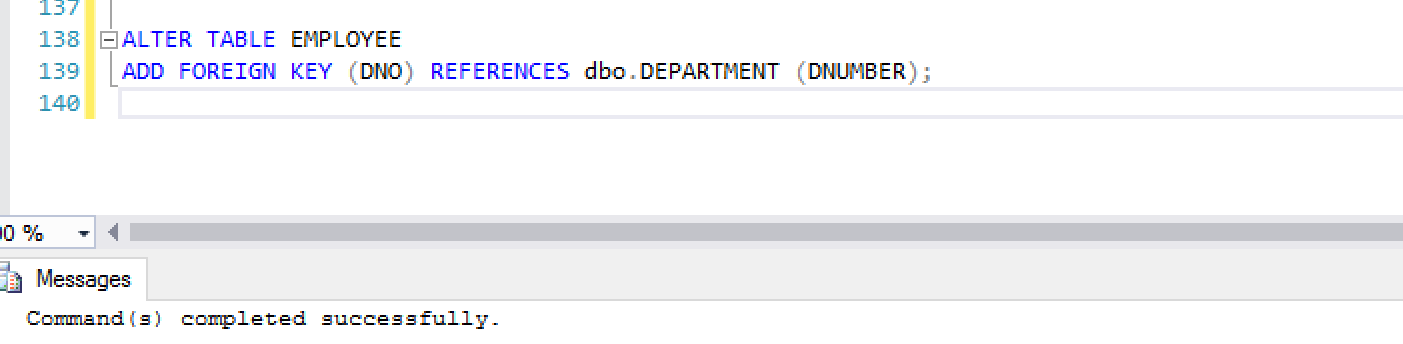 137
138 ALTER TABLE EMPLOYEE
139 ADD FOREIGN KEY (DNO) REFERENCES dbo.DEPARTMENT (DNUMBER);
140
%
Messages
Command(s) completed successfully.